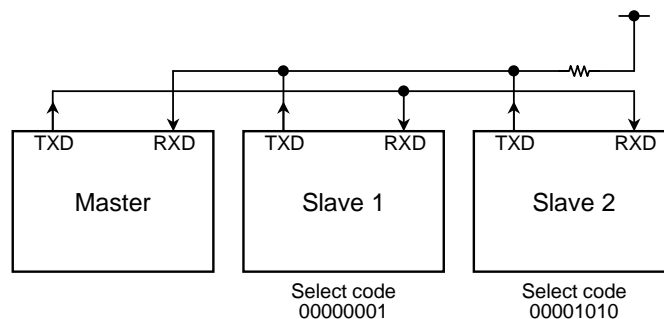 TXD RXD TXD RXD TXD RXD
Master Slave 1 Slave 2
Select code Select code
00000001 00001010